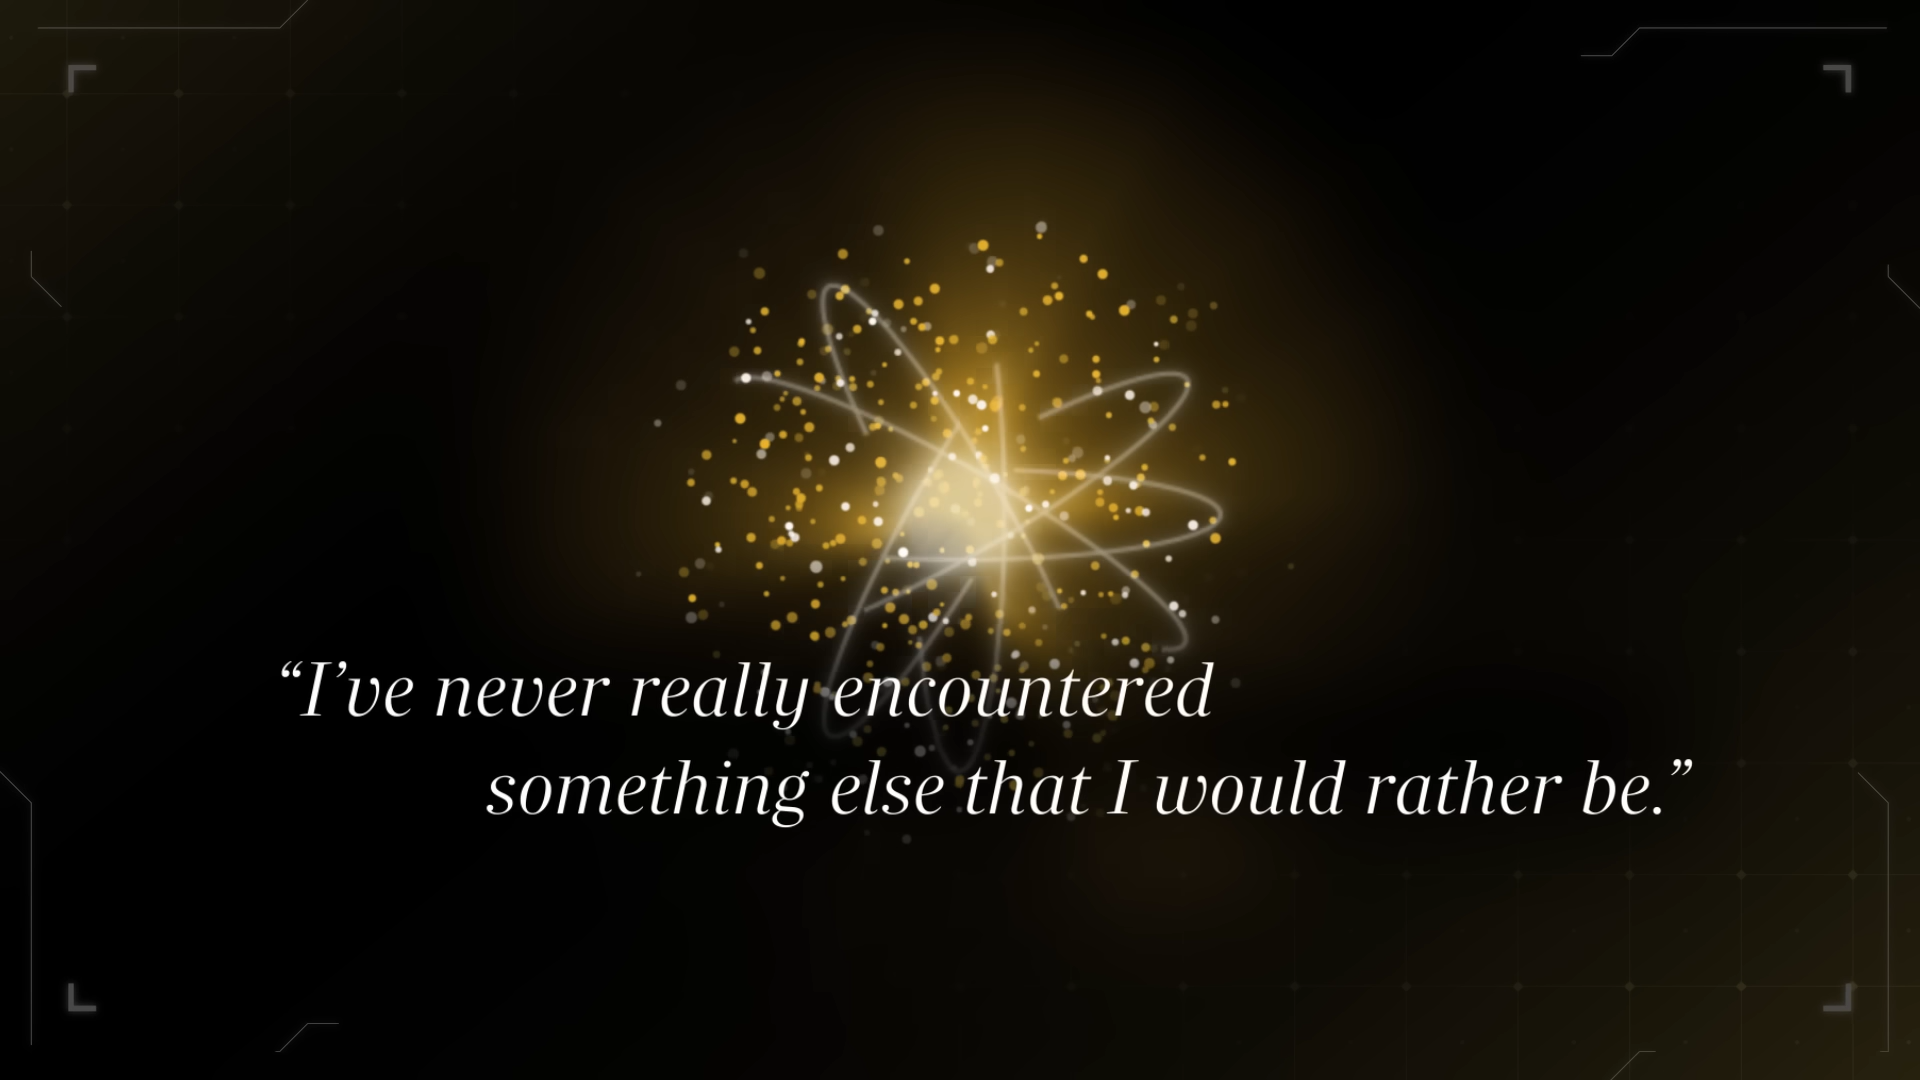 “I’ve never really encountered
something else that I would rather be.”